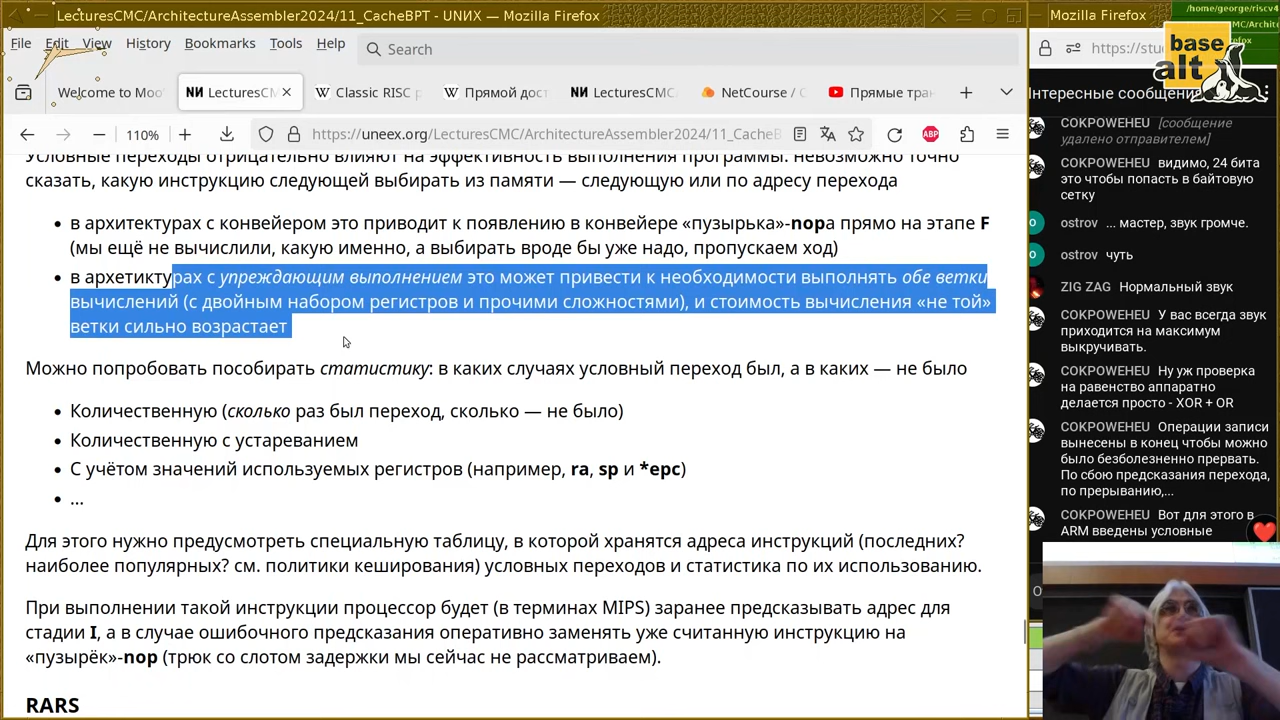 LecturesCMC/ArchitectureAssembler2024/11_CacheBPT - UNИX — Mozilla Firefox
File Edit View History Bookmarks Tools Help
Search
Welcome to Moo
LecturesCM
Classic RISC p
Прямой дост
LecturesCMC
NetCourse / C
Прямые тран
110%
https://uneex.org/LecturesCMC/ArchitectureAssembler2024/11_CacheB
Условные переходы отрицательно влияют на эффективность выполнения программы: невозможно точно
сказать, какую инструкцию следующей выбирать из памяти — следующую или по адресу перехода
• в архитектурах с конвейером это приводит к появлению в конвейере «пузырька»-nopа прямо на этапе F
(мы ещё не вычислили, какую именно, а выбирать вроде бы уже надо, пропускаем ход)
• в архетиктурах с упреждающим выполнением это может привести к необходимости выполнять обе ветки
вычислений (с двойным набором регистров и прочими сложностями), и стоимость вычисления «не той»
ветки сильно возрастает
Можно попробовать пособирать статистику: в каких случаях условный переход был, а в каких — не было
• Количественную (сколько раз был переход, сколько — не было)
• Количественную с устареванием
• С учётом значений используемых регистров (например, ra, sp и *epc)
• ...
Для этого нужно предусмотреть специальную таблицу, в которой хранятся адреса инструкций (последних?
наиболее популярных? см. политики кеширования) условных переходов и статистика по их использованию.
При выполнении такой инструкции процессор будет (в терминах MIPS) заранее предсказывать адрес для
стадии I, а в случае ошибочного предсказания оперативно заменять уже считанную инструкцию на
«пузырёк»-nop (трюк со слотом задержки мы сейчас не рассматриваем).
RARS
Mozilla Firefox
/home/george/riscv4
https://stu
base
alt
Интересные сообщения
COKPOWEHEU [сообщение
удалено отправителем]
COKPOWEHEU видимо, 24 бита
это чтобы попасть в байтовую
сетку
ostrov ... мастер, звук громче.
ostrov чуть
ZIG ZAG Нормальный звук
COKPOWEHEU У вас всегда звук
приходится на максимум
выкручивать.
COKPOWEHEU Ну уж проверка
на равенство аппаратно
делается просто - XOR + OR
COKPOWEHEU Операции записи
вынесены в конец чтобы можно
было безболезненно прервать.
По сбою предсказания перехода,
по прерыванию,...
COKPOWEHEU Вот для этого в
ARM введены условные